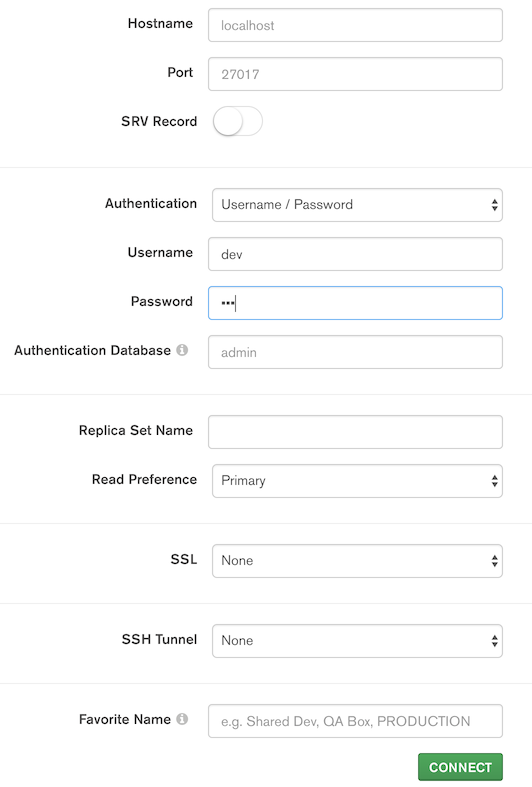 Hostname localhost
Port 27017
SRV Record
Authentication Username / Password
Username dev
Password •••
Authentication Database admin
Replica Set Name
Read Preference Primary
SSL None
SSH Tunnel None
Favorite Name e.g. Shared Dev, QA Box, PRODUCTION
CONNECT